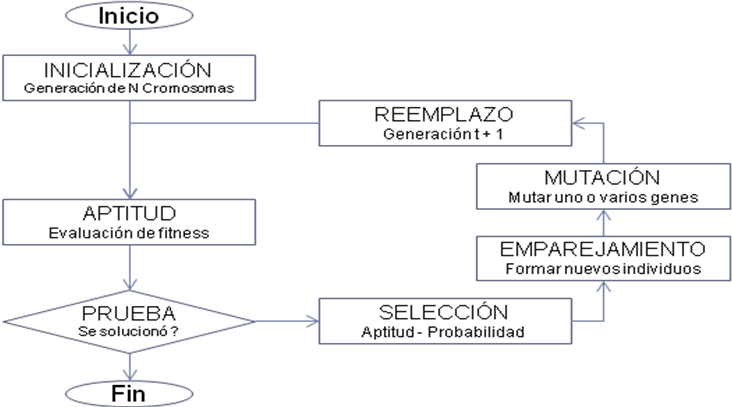 Inicio
INICIALIZACIÓN
Generación de N Cromosomas
REEMPLAZO
Generación t + 1
MUTACIÓN
Mutar uno o varios genes
APTITUD
Evaluación de fitness
EMPAREJAMIENTO
Formar nuevos individuos
PRUEBA
Se solucionó ?
SELECCIÓN
Aptitud - Probabilidad
Fin